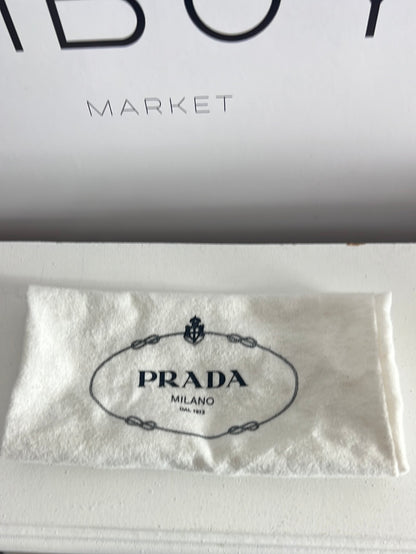 MARKET
PRADA
MILANO
DAL 1913